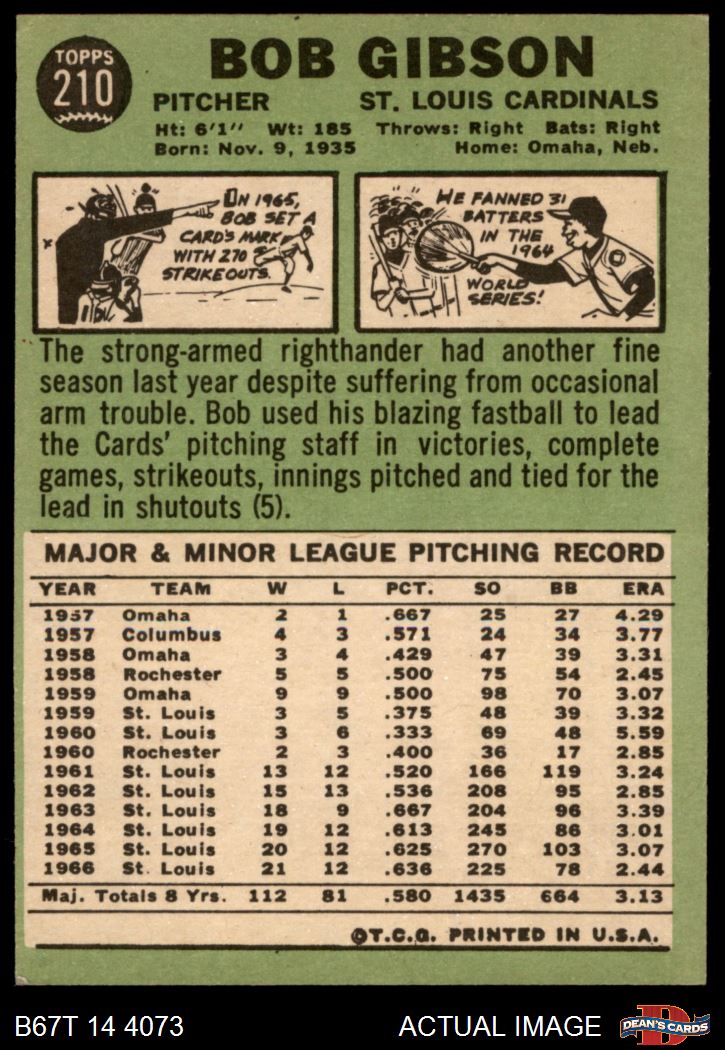 TOPPS
210
BOB GIBSON
PITCHER ST. LOUIS CARDINALS
Ht: 6'1" Wt: 185 Throws: Right Bats: Right
Born: Nov. 9, 1935 Home: Omaha, Neb.
IN 1965,
BOB SET A
CARD'S MARK
WITH 270
STRIKEOUTS.
HE FANNED 31
BATTERS
IN THE
1964
WORLD
SERIES!
The strong-armed righthander had another fine
season last year despite suffering from occasional
arm trouble. Bob used his blazing fastball to lead
the Cards' pitching staff in victories, complete
games, strikeouts, innings pitched and tied for the
lead in shutouts (5).
MAJOR & MINOR LEAGUE PITCHING RECORD
YEAR TEAM W L PCT. SO BB ERA
1957 Omaha 2 1 .667 25 27 4.29
1957 Columbus 4 3 .571 24 34 3.77
1958 Omaha 3 4 .429 47 39 3.31
1958 Rochester 5 5 .500 75 54 2.45
1959 Omaha 9 9 .500 98 70 3.07
1959 St. Louis 3 5 .375 48 39 3.32
1960 St. Louis 3 6 .333 69 48 5.59
1960 Rochester 2 3 .400 36 17 2.85
1961 St. Louis 13 12 .520 166 119 3.24
1962 St. Louis 15 13 .536 208 95 2.85
1963 St. Louis 18 9 .667 204 96 3.39
1964 St. Louis 19 12 .613 245 86 3.01
1965 St. Louis 20 12 .625 270 103 3.07
1966 St. Louis 21 12 .636 225 78 2.44
Maj. Totals 8 Yrs. 112 81 .580 1435 664 3.13
©T.C.G. PRINTED IN U.S.A.
B67T 14 4073 ACTUAL IMAGE
D
DEAN'S CARDS